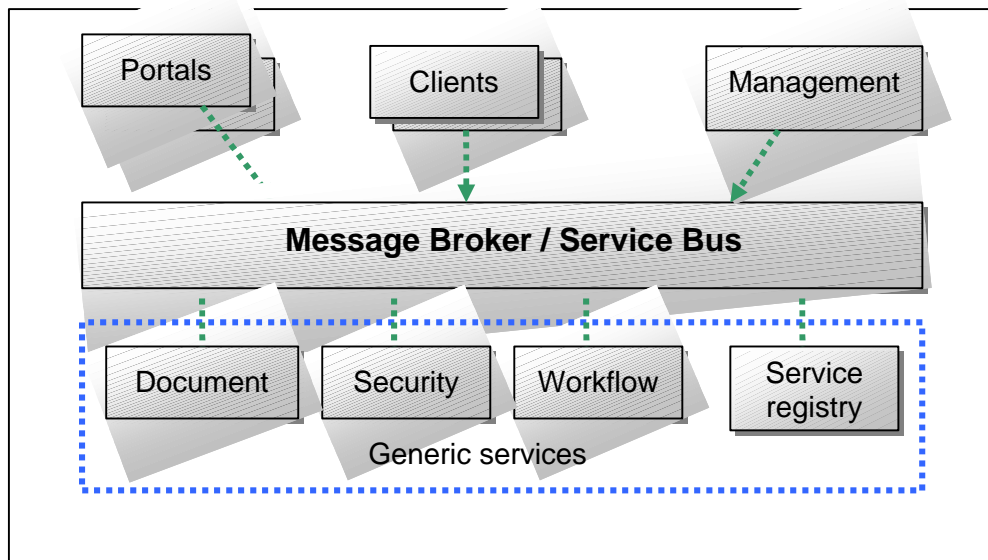 Portals
Clients
Management
Message Broker / Service Bus
Document
Security
Workflow
Service
registry
Generic services